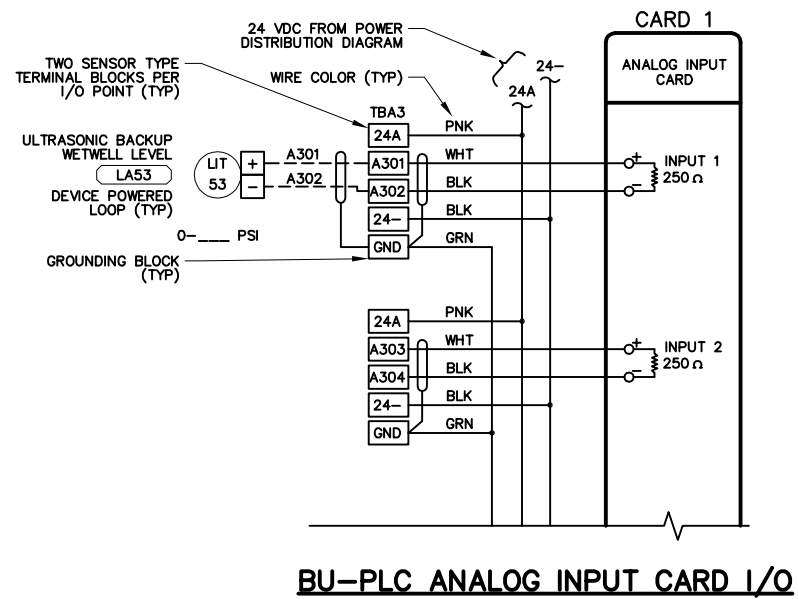 CARD 1
24 VDC FROM POWER
DISTRIBUTION DIAGRAM
24-
24A
ANALOG INPUT
CARD
TWO SENSOR TYPE
TERMINAL BLOCKS PER
I/O POINT (TYP)
WIRE COLOR (TYP)
TBA3
24A PNK
ULTRASONIC BACKUP
WETWELL LEVEL
LA53
DEVICE POWERED
LOOP (TYP)
0-___ PSI
GROUNDING BLOCK
(TYP)
LIT
53
+
-
A301
A302
A301 WHT
A302 BLK
24- BLK
GND GRN
+
-
INPUT 1
250 Ω
24A PNK
A303 WHT
A304 BLK
24- BLK
GND GRN
+
-
INPUT 2
250 Ω
BU-PLC ANALOG INPUT CARD I/O